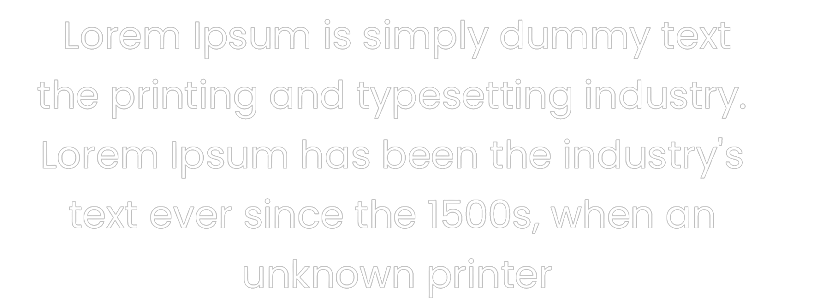 Lorem Ipsum is simply dummy text
the printing and typesetting industry.
Lorem Ipsum has been the industry's
text ever since the 1500s, when an
unknown printer